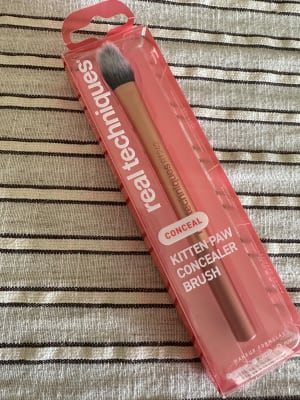 real techniques®
CONCEAL
KITTEN PAW
CONCEALER
BRUSH